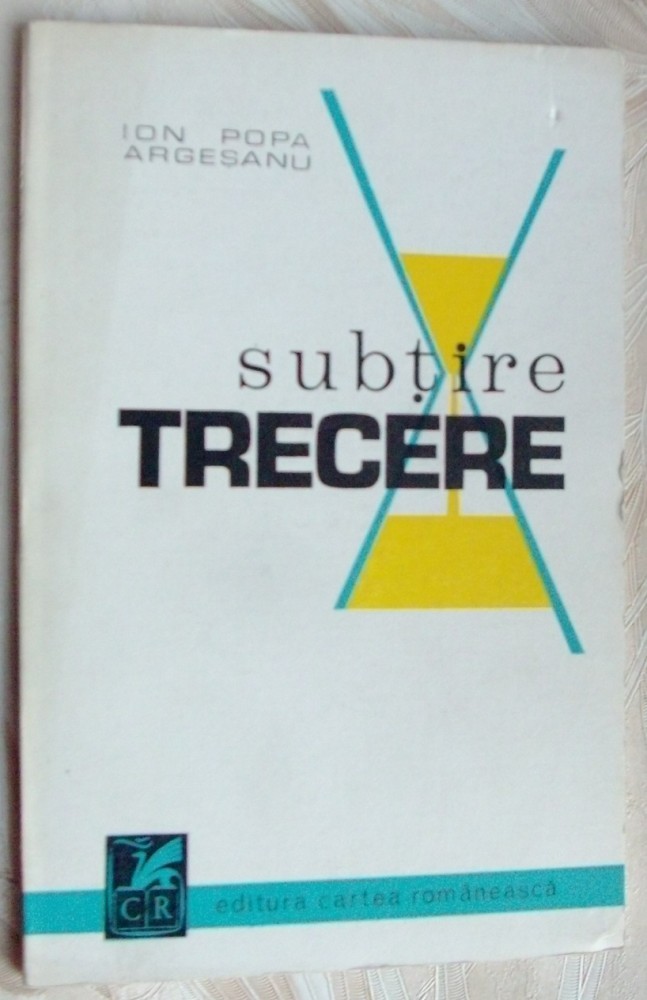 ION POPA
ARGEȘANU
subțire
TRECERE
CR
editura cartea românească